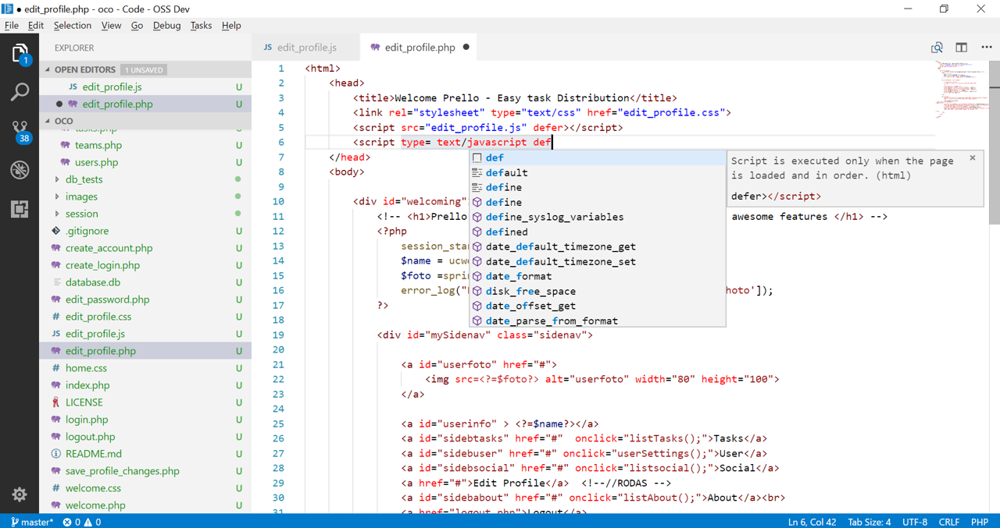 edit_profile.php - oco - Code - OSS Dev
File Edit Selection View Go Debug Tasks Help
EXPLORER
OPEN EDITORS 1 UNSAVED
JS edit_profile.js U
edit_profile.php U
OCO
teams.php U
users.php U
db_tests
images
session
.gitignore U
create_account.php U
create_login.php U
database.db U
edit_password.php U
# edit_profile.css U
JS edit_profile.js U
edit_profile.php U
# home.css U
index.php U
LICENSE U
login.php U
logout.php U
README.md U
save_profile_changes.php U
# welcome.css U
welcome.php U
1
38
JS edit_profile.js edit_profile.php
1 <html>
2 <head>
3 <title>Welcome Prello - Easy task Distribution</title>
4 <link rel="stylesheet" type="text/css" href="edit_profile.css">
5 <script src="edit_profile.js" defer></script>
6 <script type= text/javascript def
7 </head>
8 <body>
9
10 <div id="welcoming"
11 <!-- <h1>Prello awesome features </h1> -->
12 <?php
13 session_sta
14 $name = ucw
15 $foto =spri
16 error_log(" hoto']);
17 ?>
18
19 <div id="mySidenav" class="sidenav">
20
21 <a id="userfoto" href="#">
22 <img src=<?=$foto?> alt="userfoto" width="80" height="100">
23 </a>
24
25 <a id="userinfo" > <?=$name?></a>
26 <a id="sidebtasks" href="#"  onclick="listTasks();">Tasks</a>
27 <a id="sidebuser" href="#" onclick="userSettings();">User</a>
28 <a id="sidebsocial" href="#" onclick="listsocial();">Social</a>
29 <a href="#">Edit Profile</a>  <!--//RODAS -->
30 <a id="sidebabout" href="#" onclick="listAbout();">About</a><br>
31 <a href="logout.php">Logout</a>
def
default
define
define
define_syslog_variables
defined
date_default_timezone_get
date_default_timezone_set
date_format
disk_free_space
date_offset_get
date_parse_from_format
Script is executed only when the page
is loaded and in order. (html)
defer></script>
master* 0 0 Ln 6, Col 42 Tab Size: 4 UTF-8 CRLF PHP